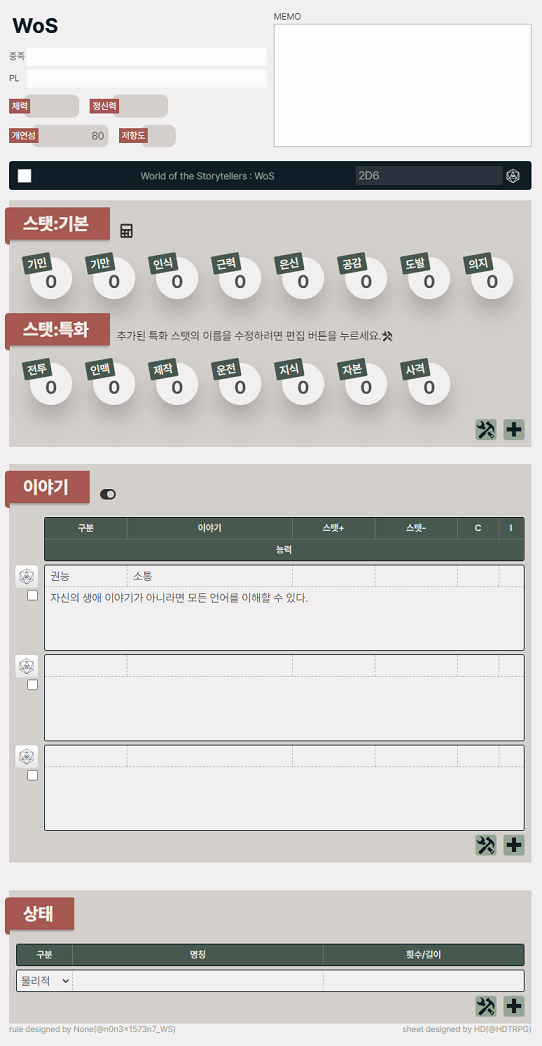 WoS
MEMO
종족
PL
체력
정신력
개연성 80
저항도
World of the Storytellers : WoS
2D6
스탯:기본
기민 기만 인식 근력 은신 공감 도발 의지
0 0 0 0 0 0 0 0
스탯:특화
추가된 특화 스탯의 이름을 수정하려면 편집 버튼을 누르세요.
전투 인맥 제작 운전 지식 자본 사격
0 0 0 0 0 0 0
이야기
구분 이야기 스탯+ 스탯- C I
능력
권능 소통
자신의 생애 이야기가 아니라면 모든 언어를 이해할 수 있다.
상태
구분 명칭 횟수/길이
물리적
rule designed by None(@n0n3×1573n7_WS)
sheet designed by HD(@HDTRPG)